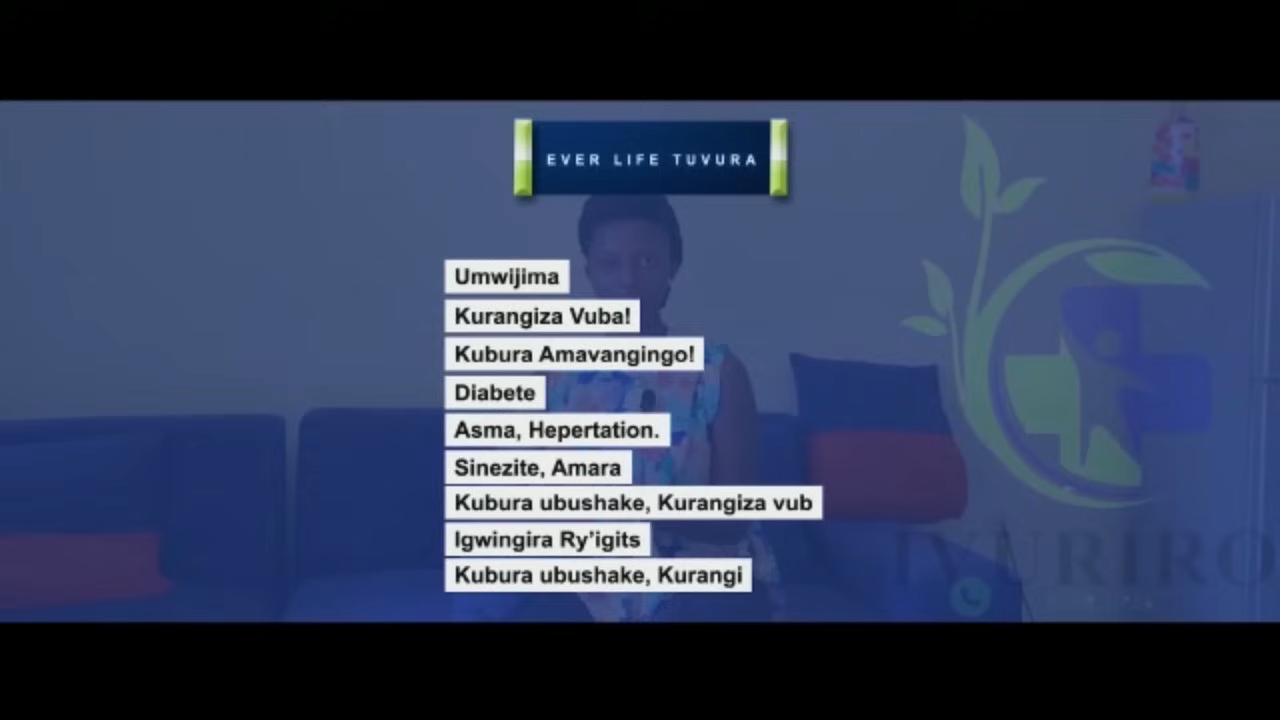 EVER LIFE TUVURA
Umwijima
Kurangiza Vuba!
Kubura Amavangingo!
Diabete
Asma, Hepertation.
Sinezite, Amara
Kubura ubushake, Kurangiza vub
Igwingira Ry’igits
Kubura ubushake, Kurangi
IVURIRO